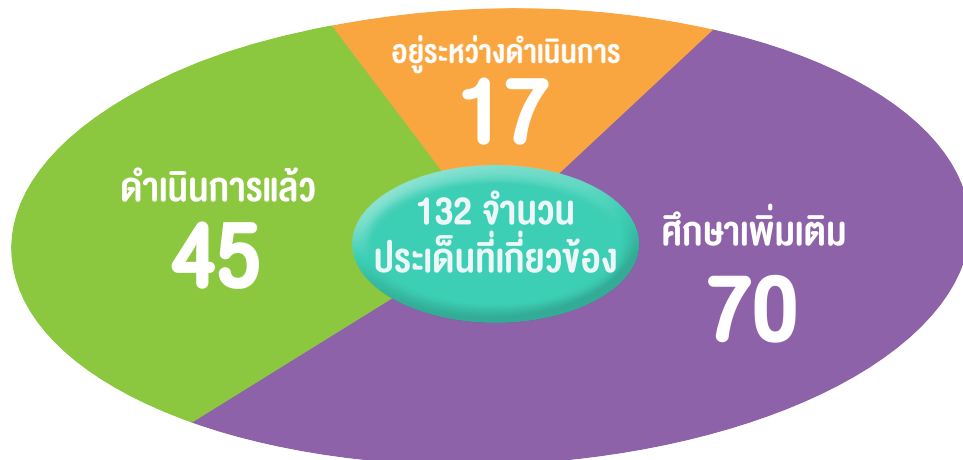 อยู่ระหว่างดำเนินการ
17
ดำเนินการแล้ว
45
132 จำนวน
ประเด็นที่เกี่ยวข้อง
ศึกษาเพิ่มเติม
70